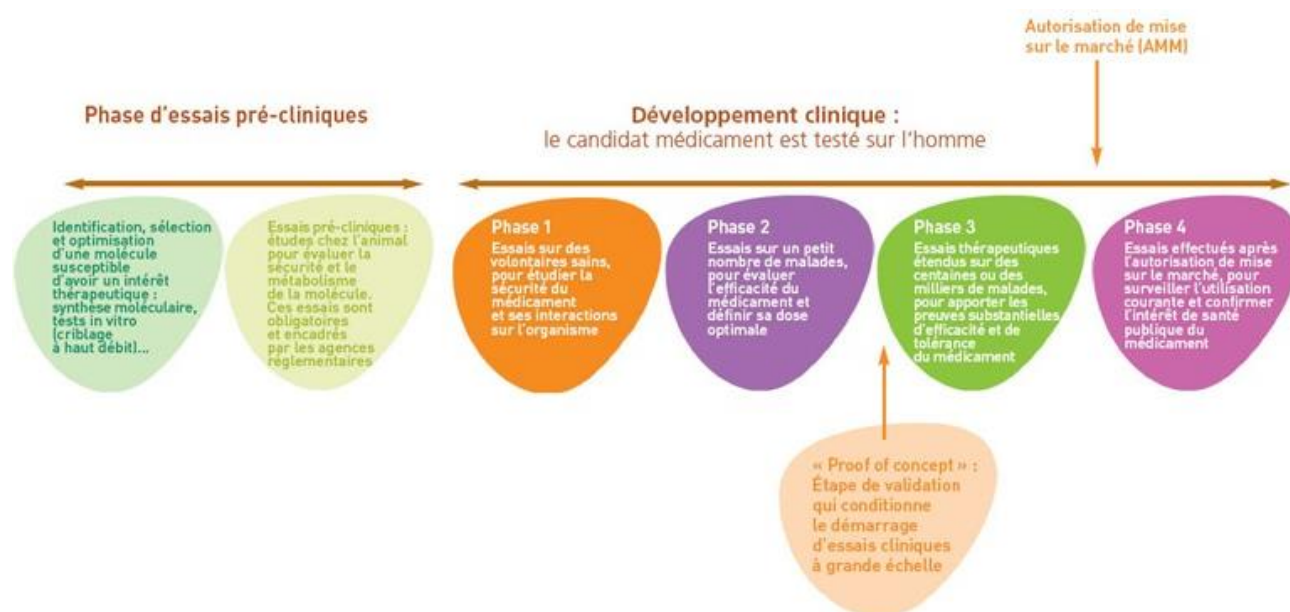 Autorisation de mise
sur le marché (AMM)
Phase d'essais pré-cliniques
Développement clinique :
le candidat médicament est testé sur l'homme
Identification, sélection
et optimisation
d'une molécule
susceptible
d'avoir un intérêt
thérapeutique :
synthèse moléculaire,
tests in vitro
(criblage
à haut débit)...
Essais pré-cliniques :
études chez l'animal
pour évaluer la
sécurité et le
métabolisme
de la molécule.
Ces essais sont
obligatoires
et encadrés
par les agences
réglementaires
Phase 1
Essais sur des
volontaires sains,
pour étudier la
sécurité du
médicament
et ses interactions
sur l'organisme
Phase 2
Essais sur un petit
nombre de malades,
pour évaluer
l'efficacité du
médicament et
définir sa dose
optimale
Phase 3
Essais thérapeutiques
étendus sur des
centaines ou des
milliers de malades,
pour apporter les
preuves substantielles
d'efficacité et de
tolérance
du médicament
Phase 4
Essais effectués après
l'autorisation de mise
sur le marché, pour
surveiller l'utilisation
courante et confirmer
l'intérêt de santé
publique du
médicament
« Proof of concept » :
Étape de validation
qui conditionne
le démarrage
d'essais cliniques
à grande échelle